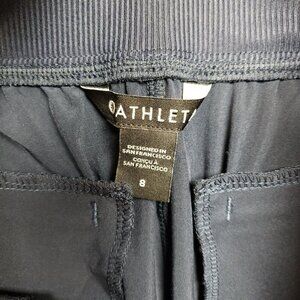 ATHLETA
DESIGNED IN
SAN FRANCISCO
CONÇU À
SAN FRANCISCO
8